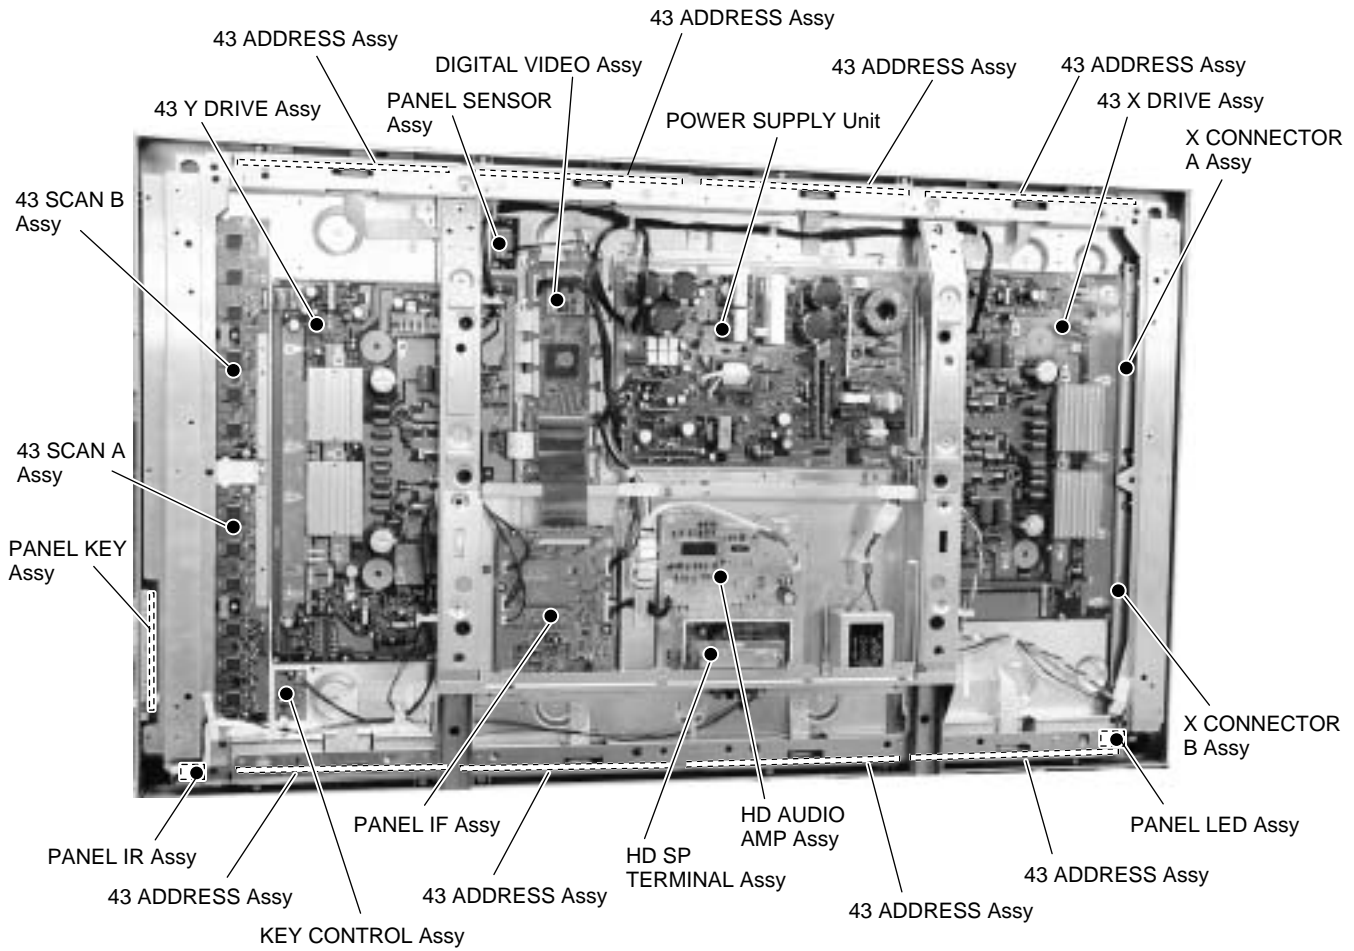 43 ADDRESS Assy
43 ADDRESS Assy
DIGITAL VIDEO Assy
43 ADDRESS Assy
43 ADDRESS Assy
43 Y DRIVE Assy
PANEL SENSOR
Assy
POWER SUPPLY Unit
43 X DRIVE Assy
X CONNECTOR
A Assy
43 SCAN B
Assy
43 SCAN A
Assy
PANEL KEY
Assy
X CONNECTOR
B Assy
PANEL IR Assy
43 ADDRESS Assy
KEY CONTROL Assy
PANEL IF Assy
43 ADDRESS Assy
HD SP
TERMINAL Assy
HD AUDIO
AMP Assy
43 ADDRESS Assy
43 ADDRESS Assy
PANEL LED Assy